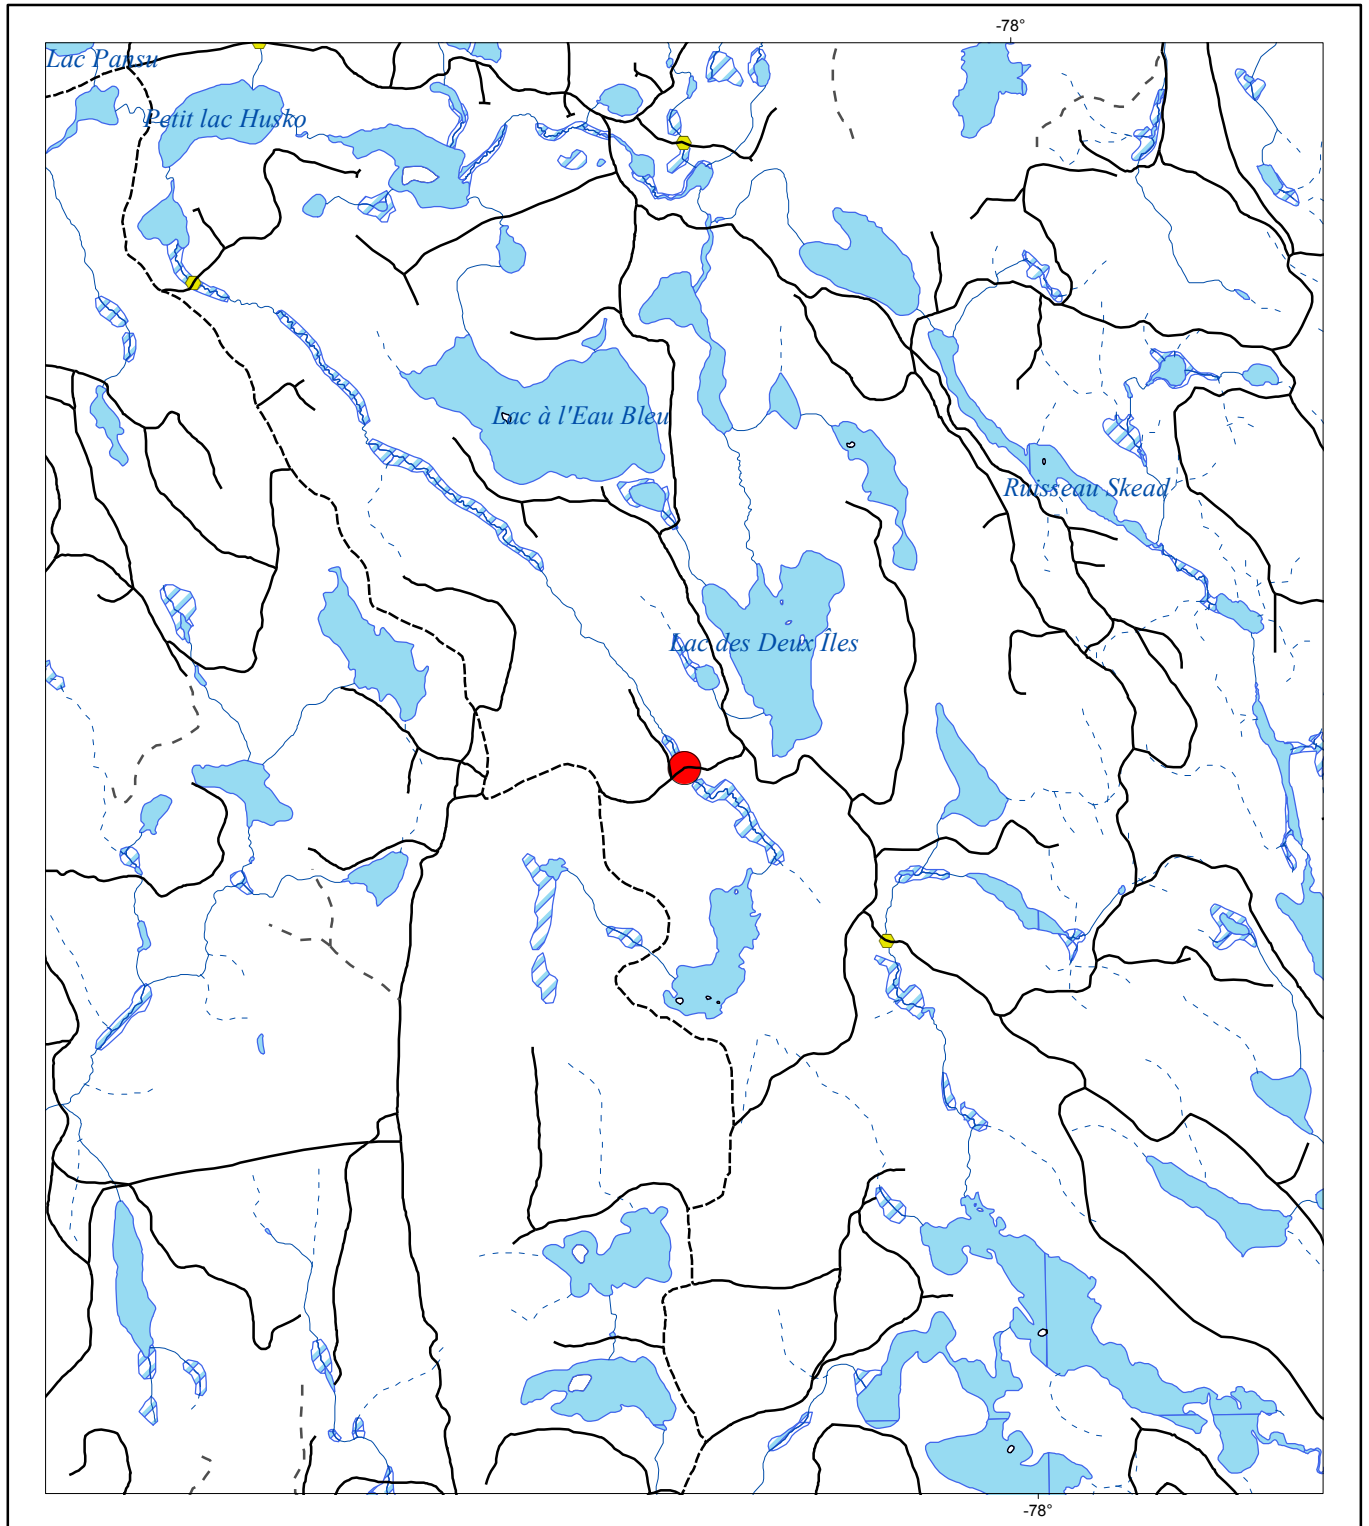 -78°
Lac Pansu
Petit lac Husko
Lac à l'Eau Bleu
Ruisseau Skead
Lac des Deux Îles
-78°